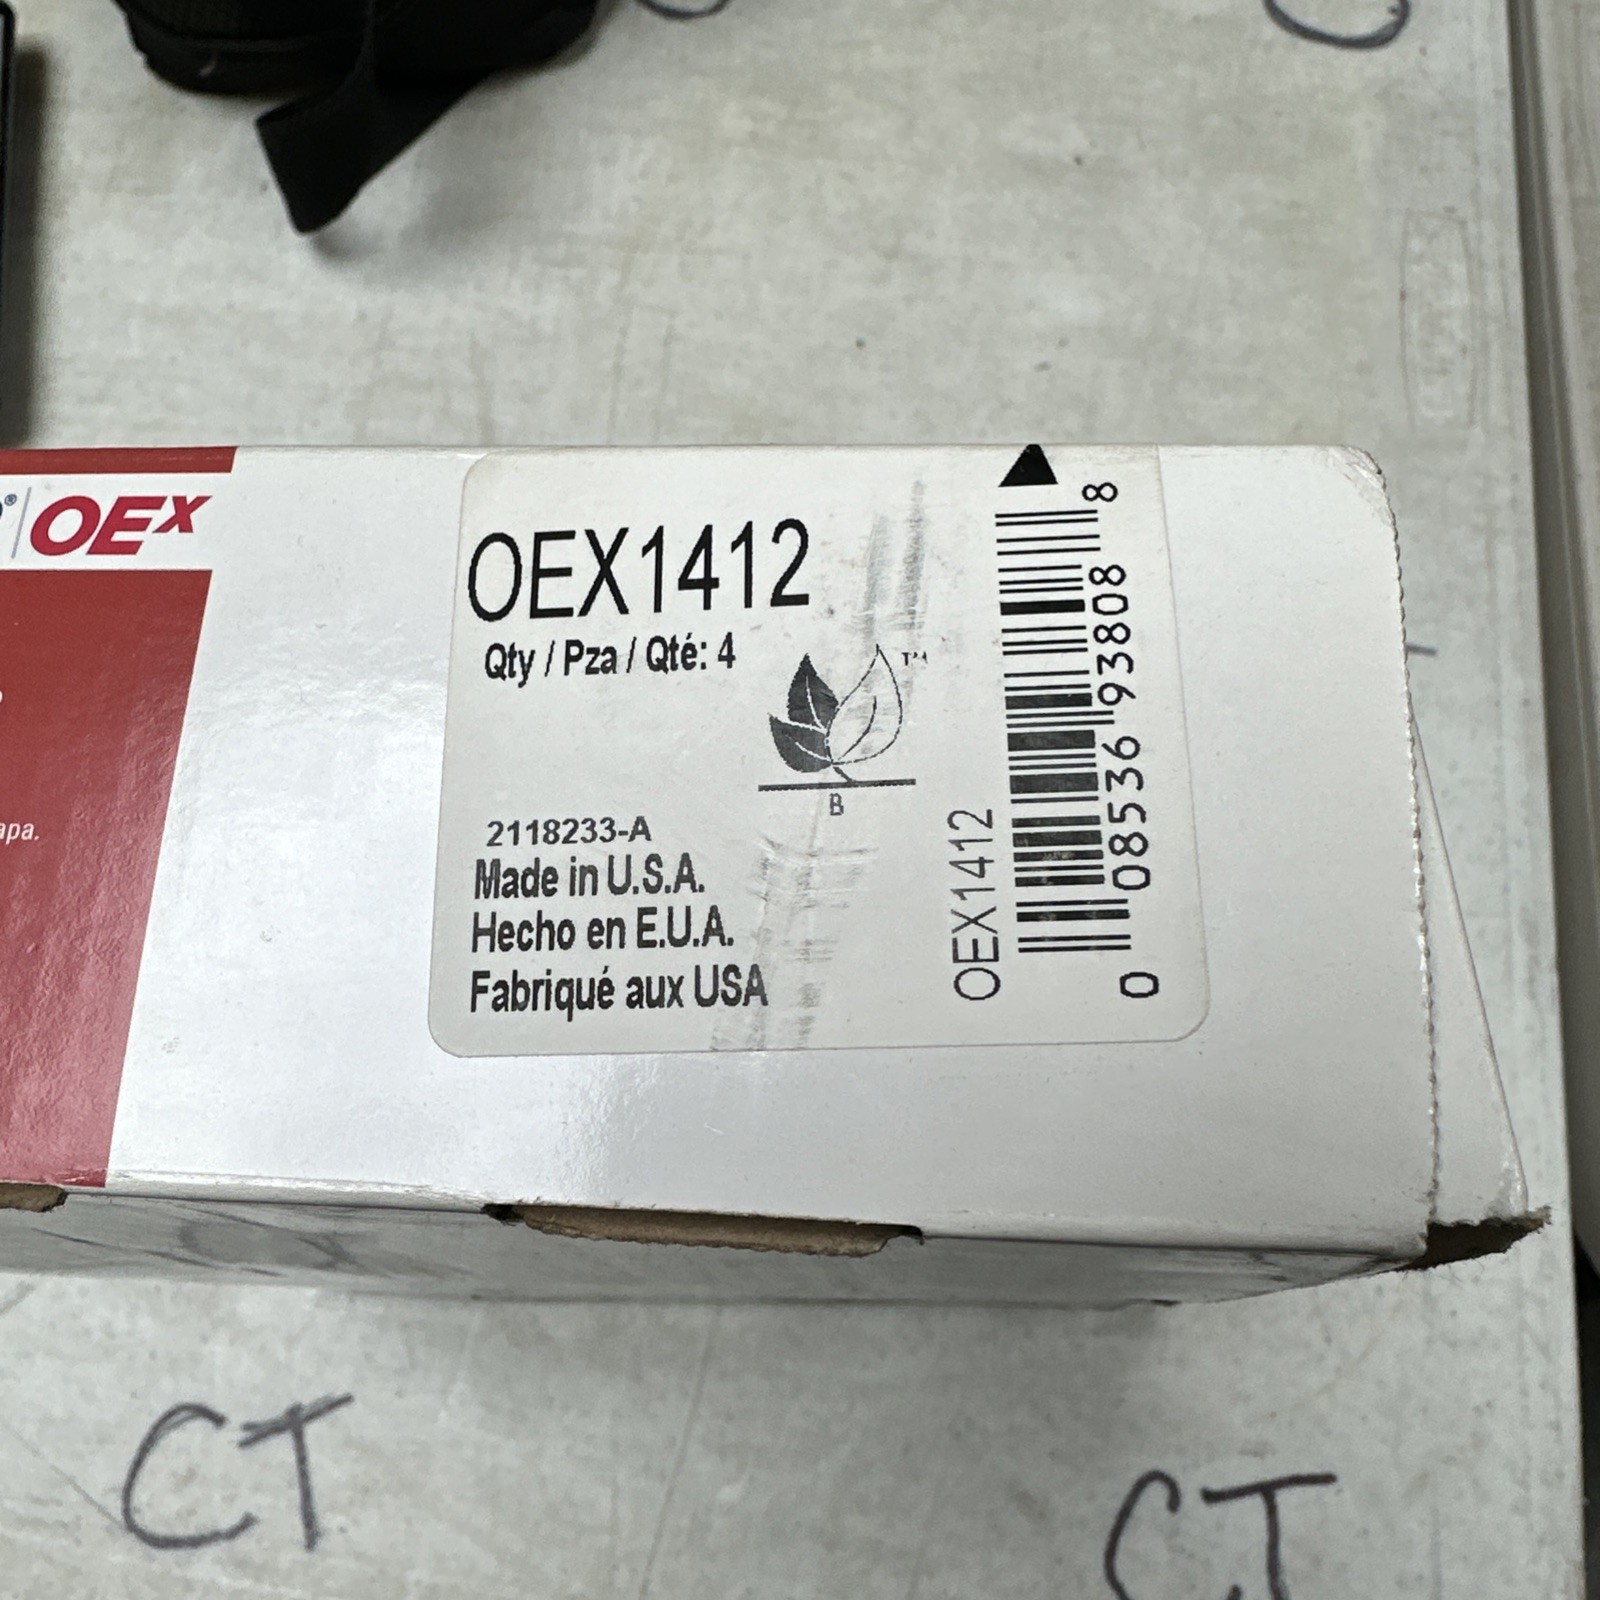 OEX
OEX1412
Qty / Pza / Qté: 4
TM
B
2118233-A
Made in U.S.A.
Hecho en E.U.A.
Fabriqué aux USA
OEX1412
0 08536 93808 8
apa.
CT
CT